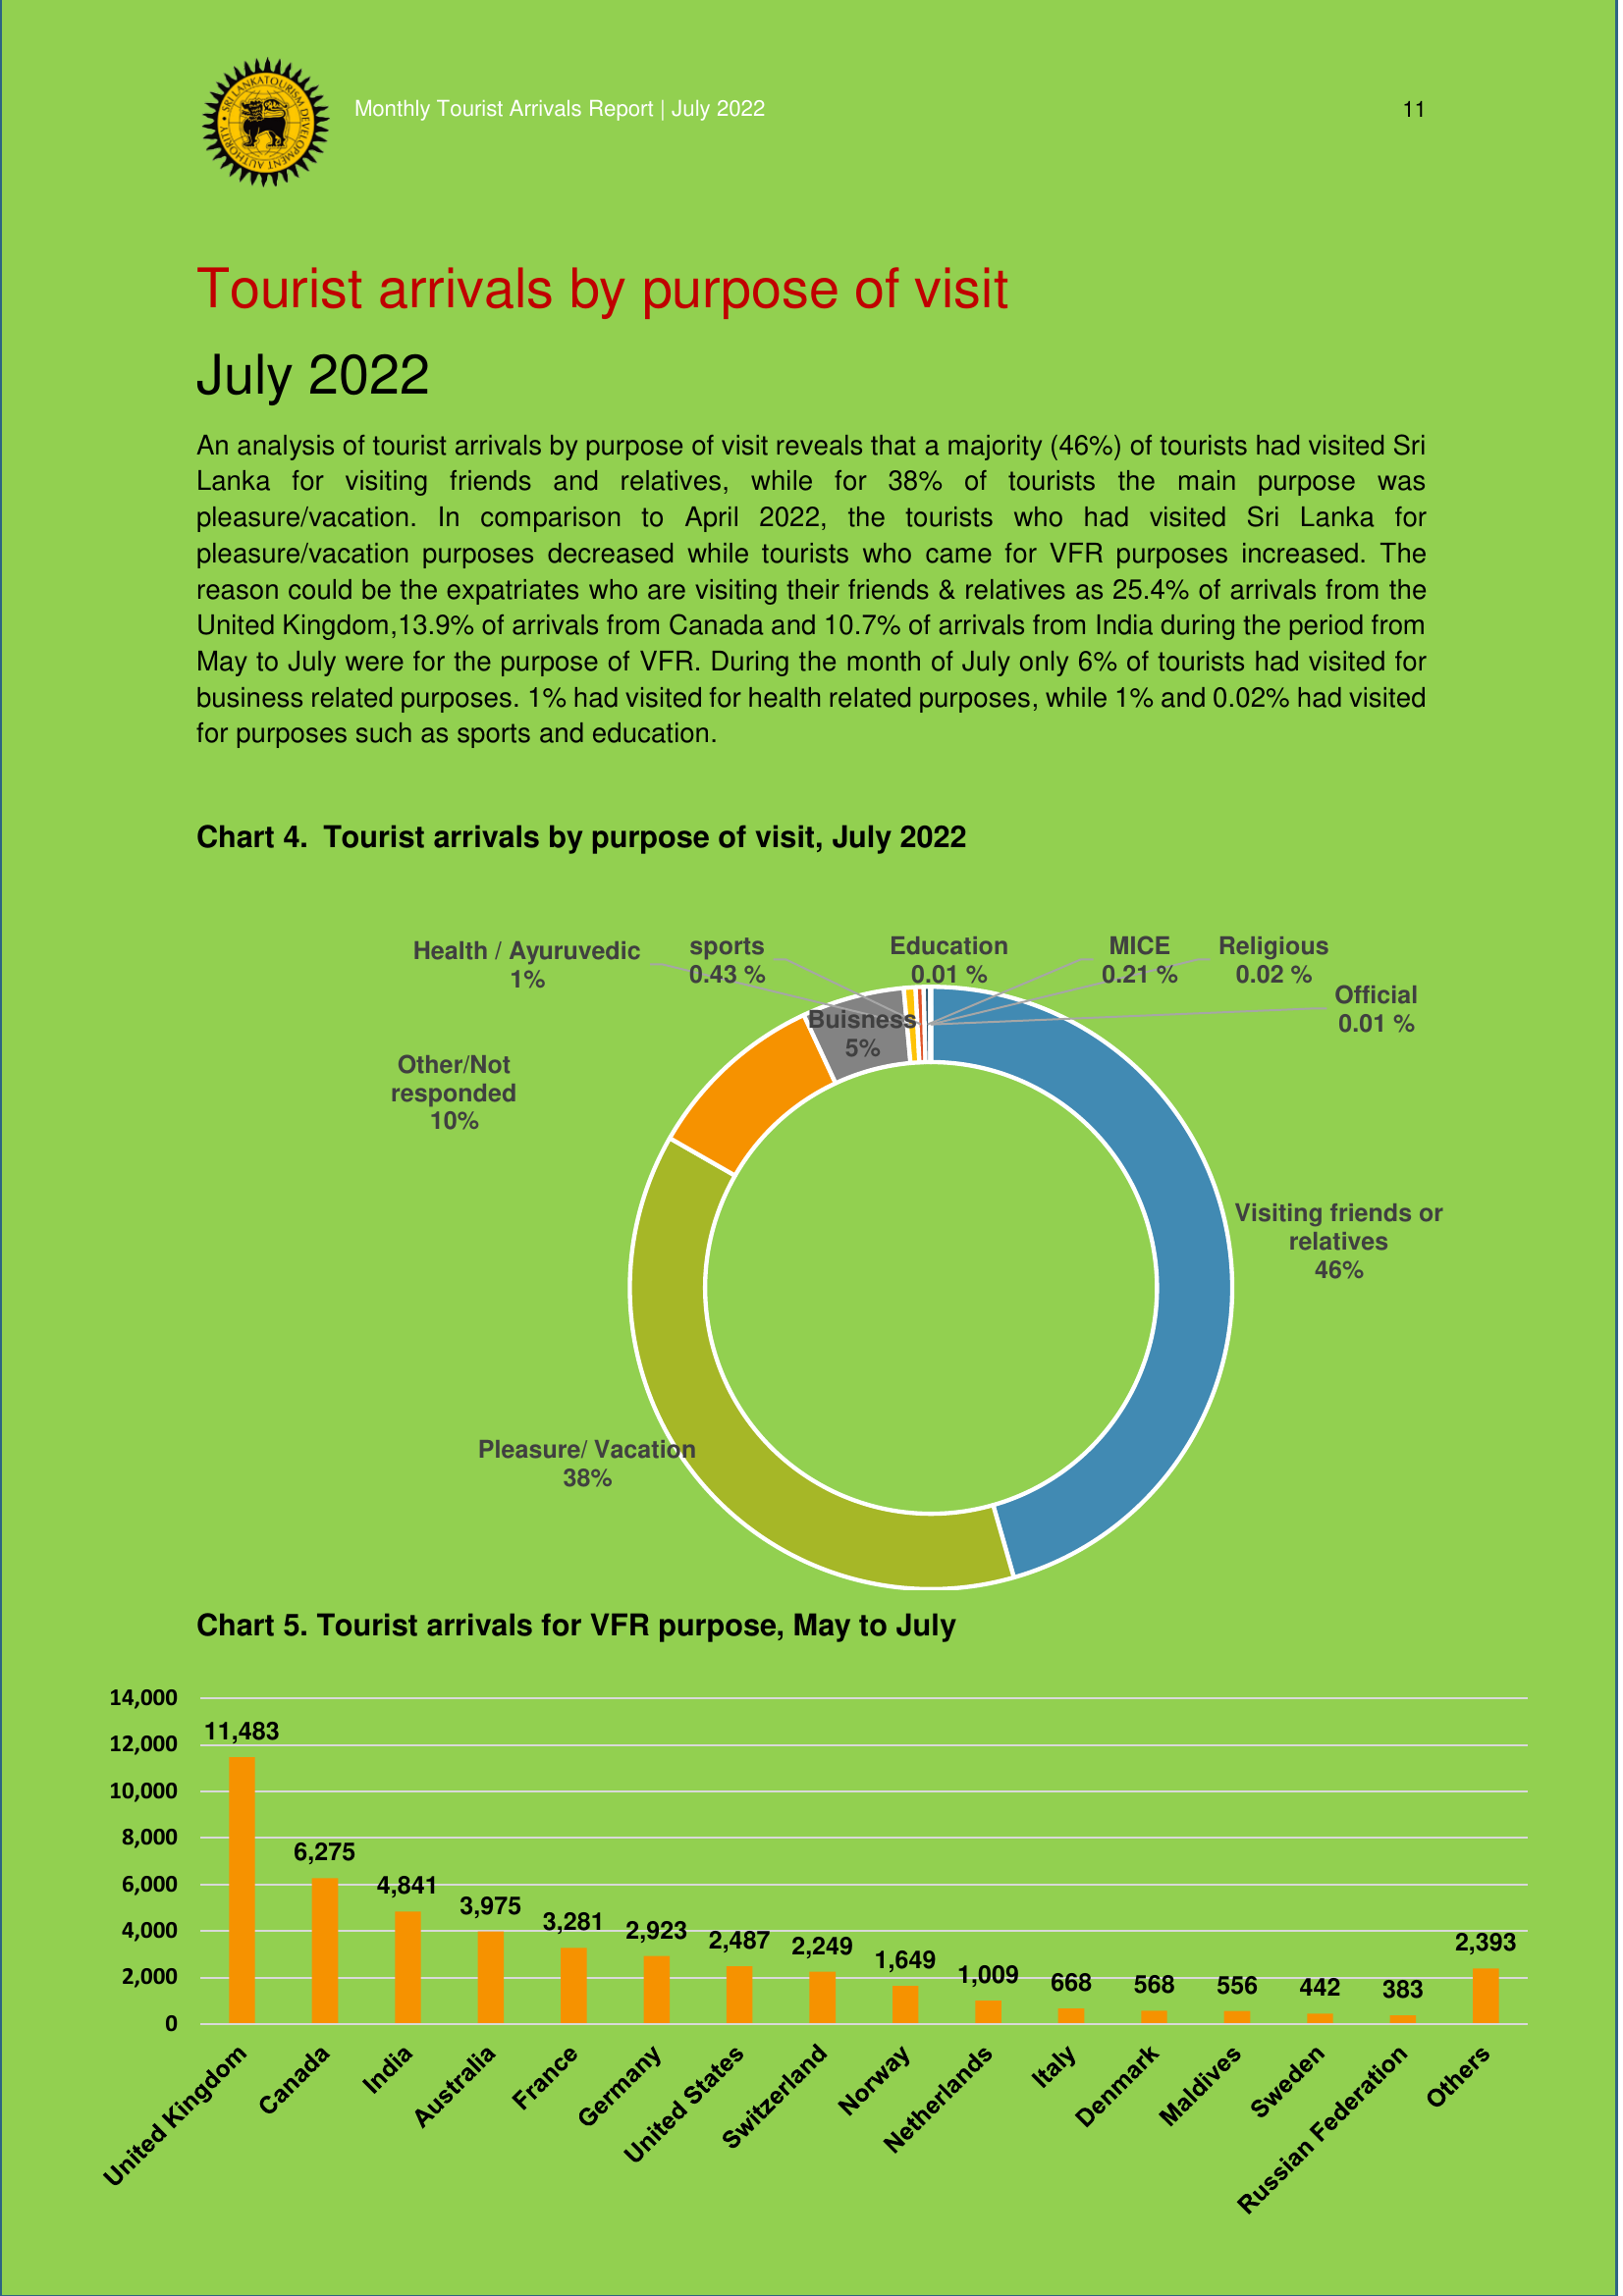 SRI LANKA TOURISM DEVELOPMENT AUTHORITY
Monthly Tourist Arrivals Report | July 2022
11
Tourist arrivals by purpose of visit
July 2022
An analysis of tourist arrivals by purpose of visit reveals that a majority (46%) of tourists had visited Sri
Lanka for visiting friends and relatives, while for 38% of tourists the main purpose was
pleasure/vacation. In comparison to April 2022, the tourists who had visited Sri Lanka for
pleasure/vacation purposes decreased while tourists who came for VFR purposes increased. The
reason could be the expatriates who are visiting their friends & relatives as 25.4% of arrivals from the
United Kingdom,13.9% of arrivals from Canada and 10.7% of arrivals from India during the period from
May to July were for the purpose of VFR. During the month of July only 6% of tourists had visited for
business related purposes. 1% had visited for health related purposes, while 1% and 0.02% had visited
for purposes such as sports and education.
Chart 4.  Tourist arrivals by purpose of visit, July 2022
Health / Ayuruvedic
1%
sports
0.43 %
Education
0.01 %
MICE
0.21 %
Religious
0.02 %
Official
0.01 %
Buisness
5%
Other/Not
responded
10%
Visiting friends or
relatives
46%
Pleasure/ Vacation
38%
Chart 5. Tourist arrivals for VFR purpose, May to July
14,000
12,000
10,000
8,000
6,000
4,000
2,000
0
11,483
6,275
4,841
3,975
3,281
2,923
2,487
2,249
1,649
1,009
668
568
556
442
383
2,393
United Kingdom
Canada
India
Australia
France
Germany
United States
Switzerland
Norway
Netherlands
Italy
Denmark
Maldives
Sweden
Russian Federation
Others